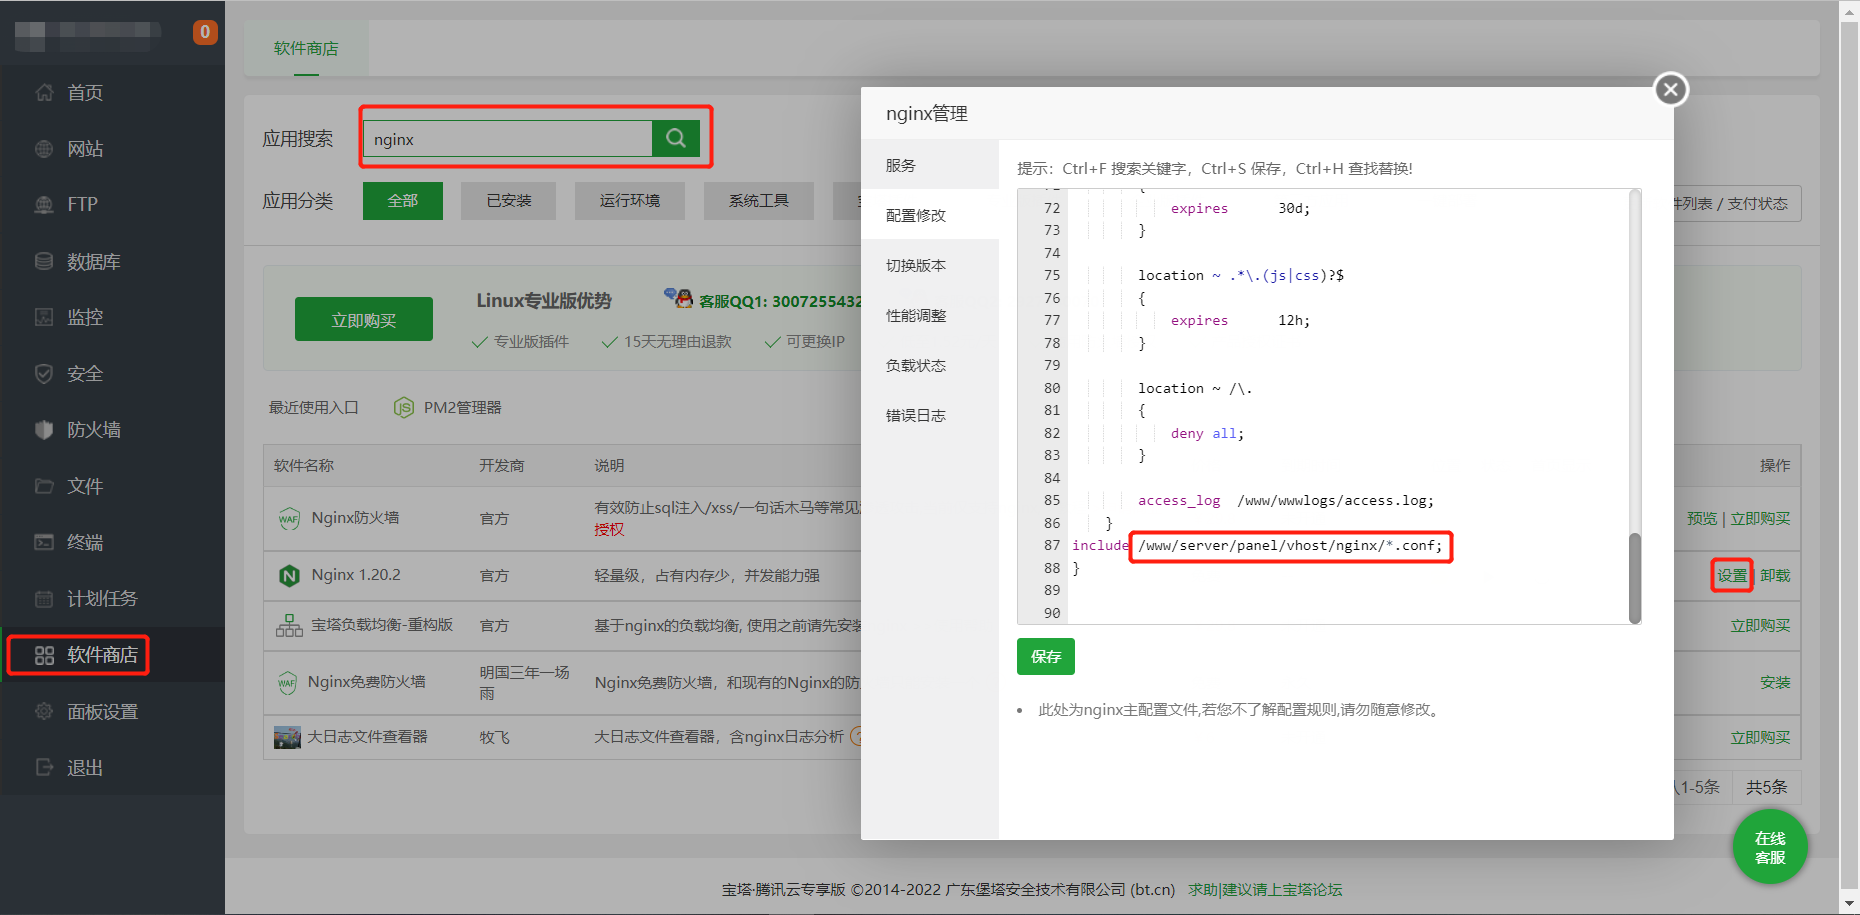 0
首页
网站
FTP
数据库
监控
安全
防火墙
文件
终端
计划任务
软件商店
面板设置
退出
软件商店
应用搜索
nginx
应用分类
全部
已安装
运行环境
系统工具
件列表 / 支付状态
立即购买
Linux专业版优势
客服QQ1: 3007255432
专业版插件
15天无理由退款
可更换IP
最近使用入口
JS
PM2管理器
软件名称
开发商
说明
操作
WAF
Nginx防火墙
官方
有效防止sql注入/xss/一句话木马等常见
授权
预览 | 立即购买
N
Nginx 1.20.2
官方
轻量级，占有内存少，并发能力强
设置 | 卸载
宝塔负载均衡-重构版
官方
基于nginx的负载均衡, 使用之前请先安装
立即购买
WAF
Nginx免费防火墙
明国三年一场
雨
Nginx免费防火墙，和现有的Nginx的防
安装
大日志文件查看器
牧飞
大日志文件查看器，含nginx日志分析
立即购买
1-5条
共5条
nginx管理
服务
配置修改
切换版本
性能调整
负载状态
错误日志
提示：Ctrl+F 搜索关键字，Ctrl+S 保存，Ctrl+H 查找替换!
{
72 expires 30d;
73 }
74
75 location ~ .*\.(js|css)?$
76 {
77 expires 12h;
78 }
79
80 location ~ /\.
81 {
82 deny all;
83 }
84
85 access_log /www/wwwlogs/access.log;
86 }
87 include /www/server/panel/vhost/nginx/*.conf;
88 }
89
90
保存
此处为nginx主配置文件,若您不了解配置规则,请勿随意修改。
在线
客服
宝塔·腾讯云专享版 ©2014-2022 广东堡塔安全技术有限公司 (bt.cn) 求助|建议请上宝塔论坛